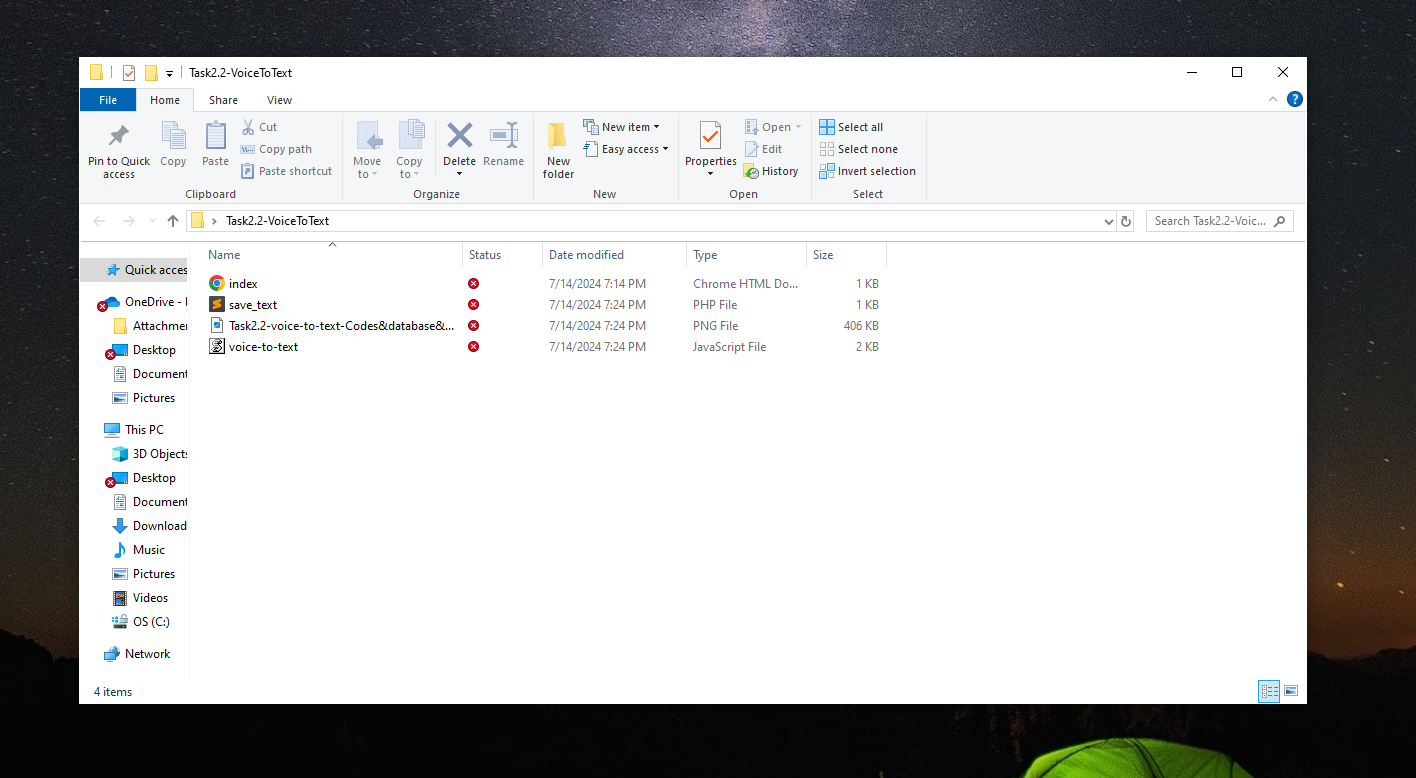 Task2.2-VoiceToText
File Home Share View
Pin to Quick access
Copy
Paste
Cut
Copy path
Paste shortcut
Clipboard
Move to
Copy to
Delete
Rename
Organize
New folder
New item
Easy access
New
Properties
Open
Edit
History
Open
Select all
Select none
Invert selection
Select
Task2.2-VoiceToText
Search Task2.2-Voic...
Name Status Date modified Type Size
index 7/14/2024 7:14 PM Chrome HTML Do... 1 KB
save_text 7/14/2024 7:24 PM PHP File 1 KB
Task2.2-voice-to-text-Codes&database&... 7/14/2024 7:24 PM PNG File 406 KB
voice-to-text 7/14/2024 7:24 PM JavaScript File 2 KB
Quick acces
OneDrive -
Attachmen
Desktop
Document
Pictures
This PC
3D Objects
Desktop
Document
Download
Music
Pictures
Videos
OS (C:)
Network
4 items